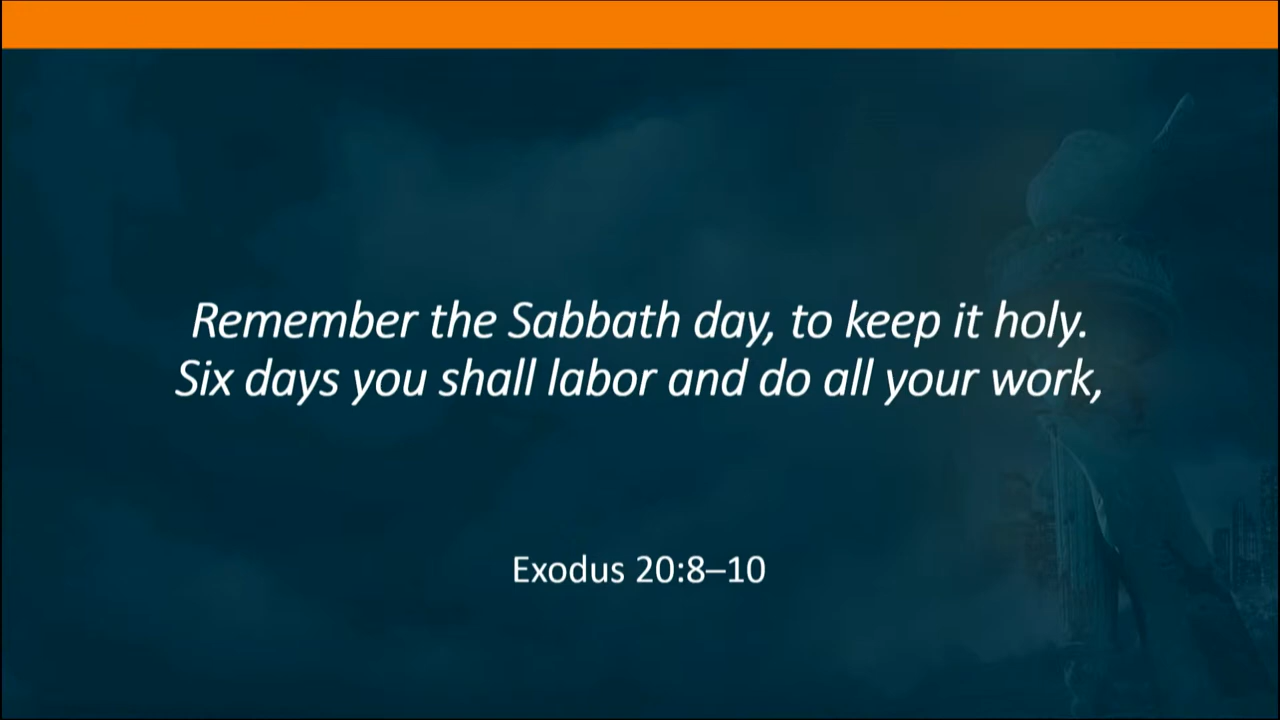 Remember the Sabbath day, to keep it holy.
Six days you shall labor and do all your work,
Exodus 20:8–10